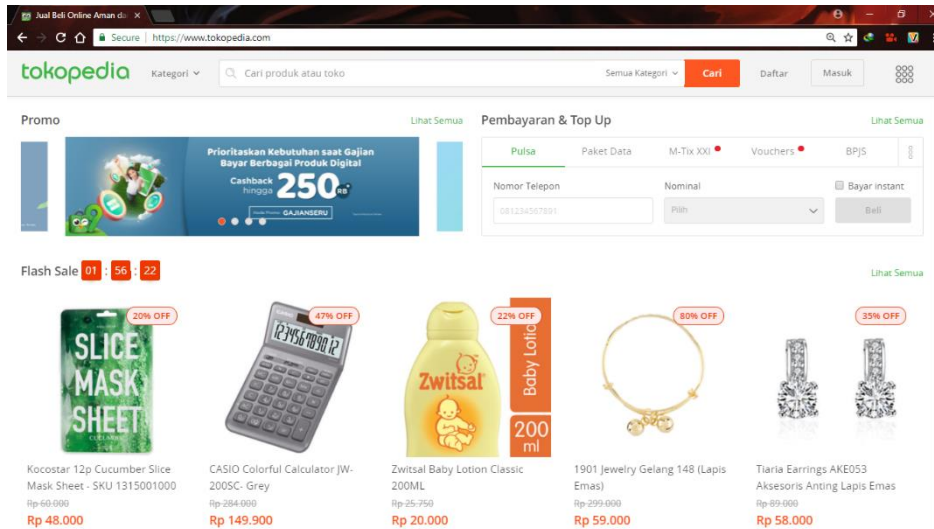 Jual Beli Online Aman da
Secure | https://www.tokopedia.com
tokopedia
Kategori
Cari produk atau toko
Semua Kategori
Cari
Daftar
Masuk
Promo
Lihat Semua
Prioritaskan Kebutuhan saat Gajian
Bayar Berbagai Produk Digital
Cashback
hingga
250 RB
GAJIANSERU
Pembayaran & Top Up
Lihat Semua
Pulsa
Paket Data
M-Tix XXI
Vouchers
BPJS
Nomor Telepon
Nominal
Bayar instant
081234567891
Pilih
Beli
Flash Sale 01 : 56 : 22
Lihat Semua
20% OFF
SLICE
MASK
SHEET
Kocostar 12p Cucumber Slice
Mask Sheet - SKU 1315001000
Rp 60.000
Rp 48.000
47% OFF
CASIO Colorful Calculator JW-
200SC- Grey
Rp 284.000
Rp 149.900
22% OFF
Zwitsal
Baby Lotio
200
ml
Zwitsal Baby Lotion Classic
200ML
Rp 25.750
Rp 20.000
80% OFF
1901 Jewelry Gelang 148 (Lapis
Emas)
Rp 299.000
Rp 59.000
35% OFF
Tiaria Earrings AKE053
Aksesoris Anting Lapis Emas
Rp 89.000
Rp 58.000